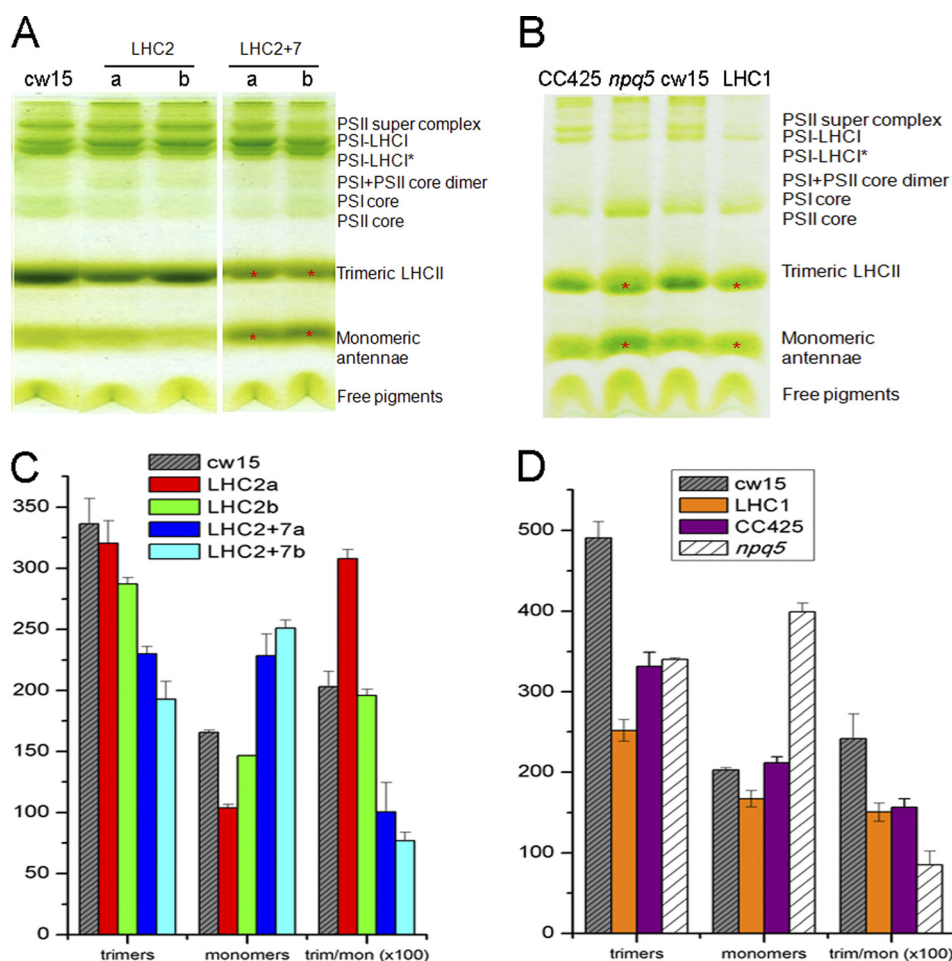 A
LHC2
LHC2+7
cw15
a
b
a
b
PSII super complex
PSI-LHCI
PSI-LHCI*
PSI+PSII core dimer
PSI core
PSII core
Trimeric LHCII
*
*
Monomeric
antennae
*
*
Free pigments
B
CC425
npq5
cw15
LHC1
PSII super complex
PSI-LHCI
PSI-LHCI*
PSI+PSII core dimer
PSI core
PSII core
Trimeric LHCII
*
*
Monomeric
antennae
*
*
Free pigments
C
cw15
LHC2a
LHC2b
LHC2+7a
LHC2+7b
350
300
250
200
150
100
50
0
trimers
monomers
trim/mon (x100)
D
cw15
LHC1
CC425
npq5
500
400
300
200
100
0
trimers
monomers
trim/mon (x100)